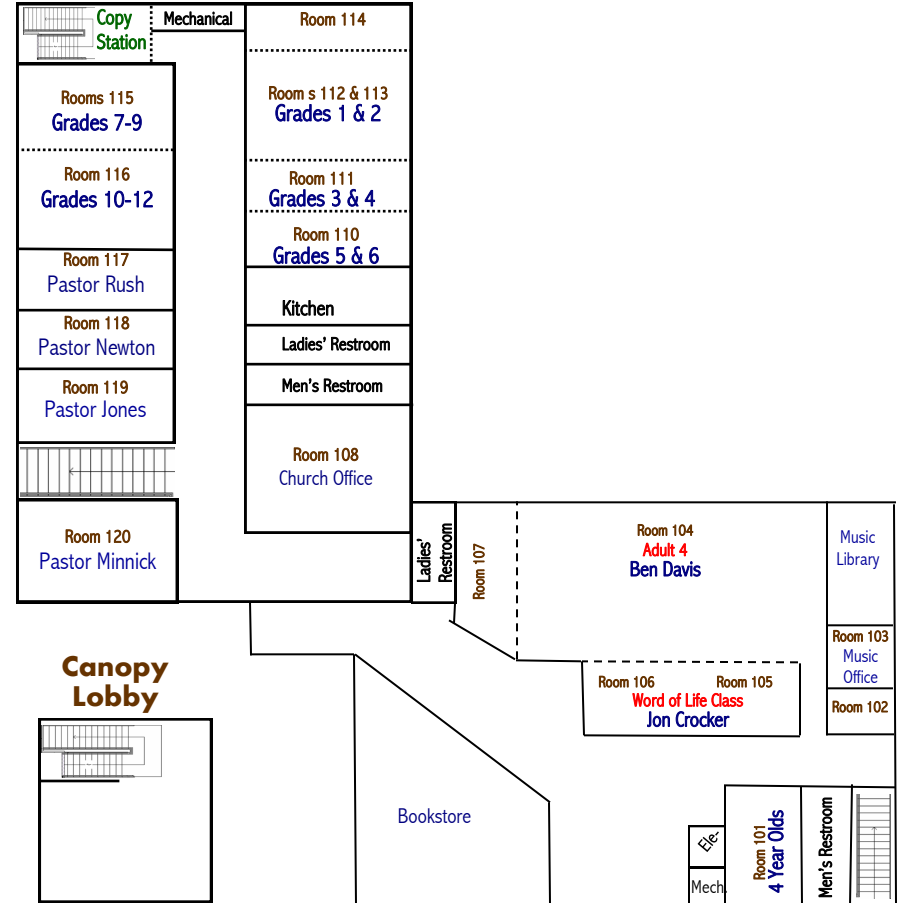 Copy
Station
Mechanical
Room 114
Rooms 115
Grades 7-9
Room s 112 & 113
Grades 1 & 2
Room 116
Grades 10-12
Room 111
Grades 3 & 4
Room 110
Grades 5 & 6
Room 117
Pastor Rush
Kitchen
Room 118
Pastor Newton
Ladies' Restroom
Room 119
Pastor Jones
Men's Restroom
Room 108
Church Office
Room 120
Pastor Minnick
Ladies'
Restroom
Room 107
Room 104
Adult 4
Ben Davis
Music
Library
Room 103
Music
Office
Room 106
Room 105
Word of Life Class
Jon Crocker
Room 102
Canopy
Lobby
Bookstore
Ele-
Mech.
Room 101
4 Year Olds
Men's Restroom